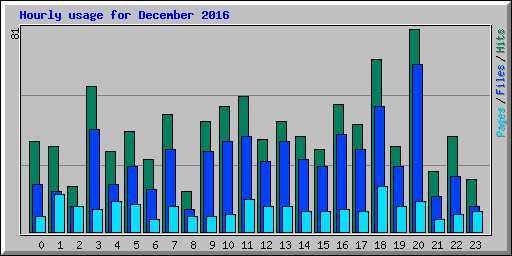 Hourly usage for December 2016
81
Pages / Files / Hits
0 1 2 3 4 5 6 7 8 9 10 11 12 13 14 15 16 17 18 19 20 21 22 23